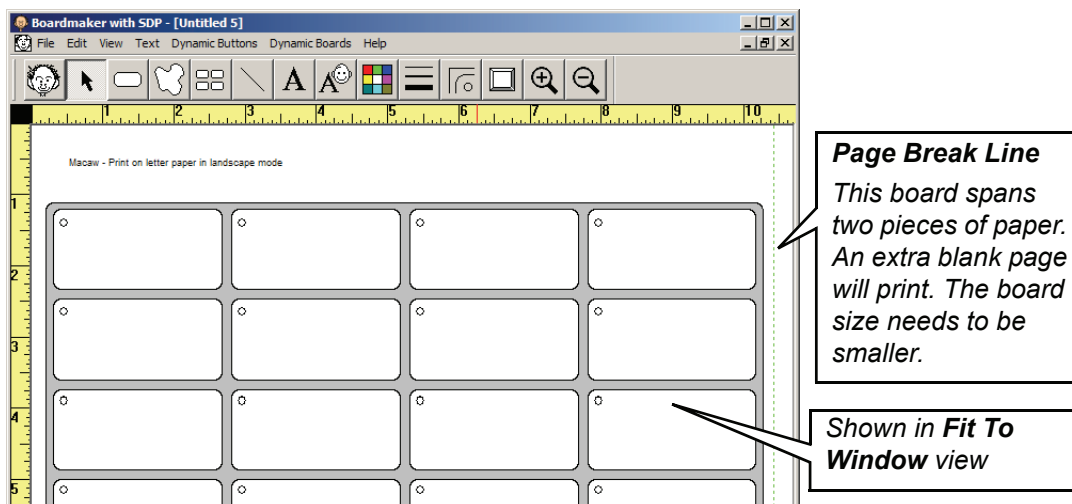 Boardmaker with SDP - [Untitled 5]
File Edit View Text Dynamic Buttons Dynamic Boards Help
A A
1 2 3 4 5 6 7 8 9 10
Macaw - Print on letter paper in landscape mode
1
2
3
4
5
Page Break Line
This board spans
two pieces of paper.
An extra blank page
will print. The board
size needs to be
smaller.
Shown in Fit To
Window view